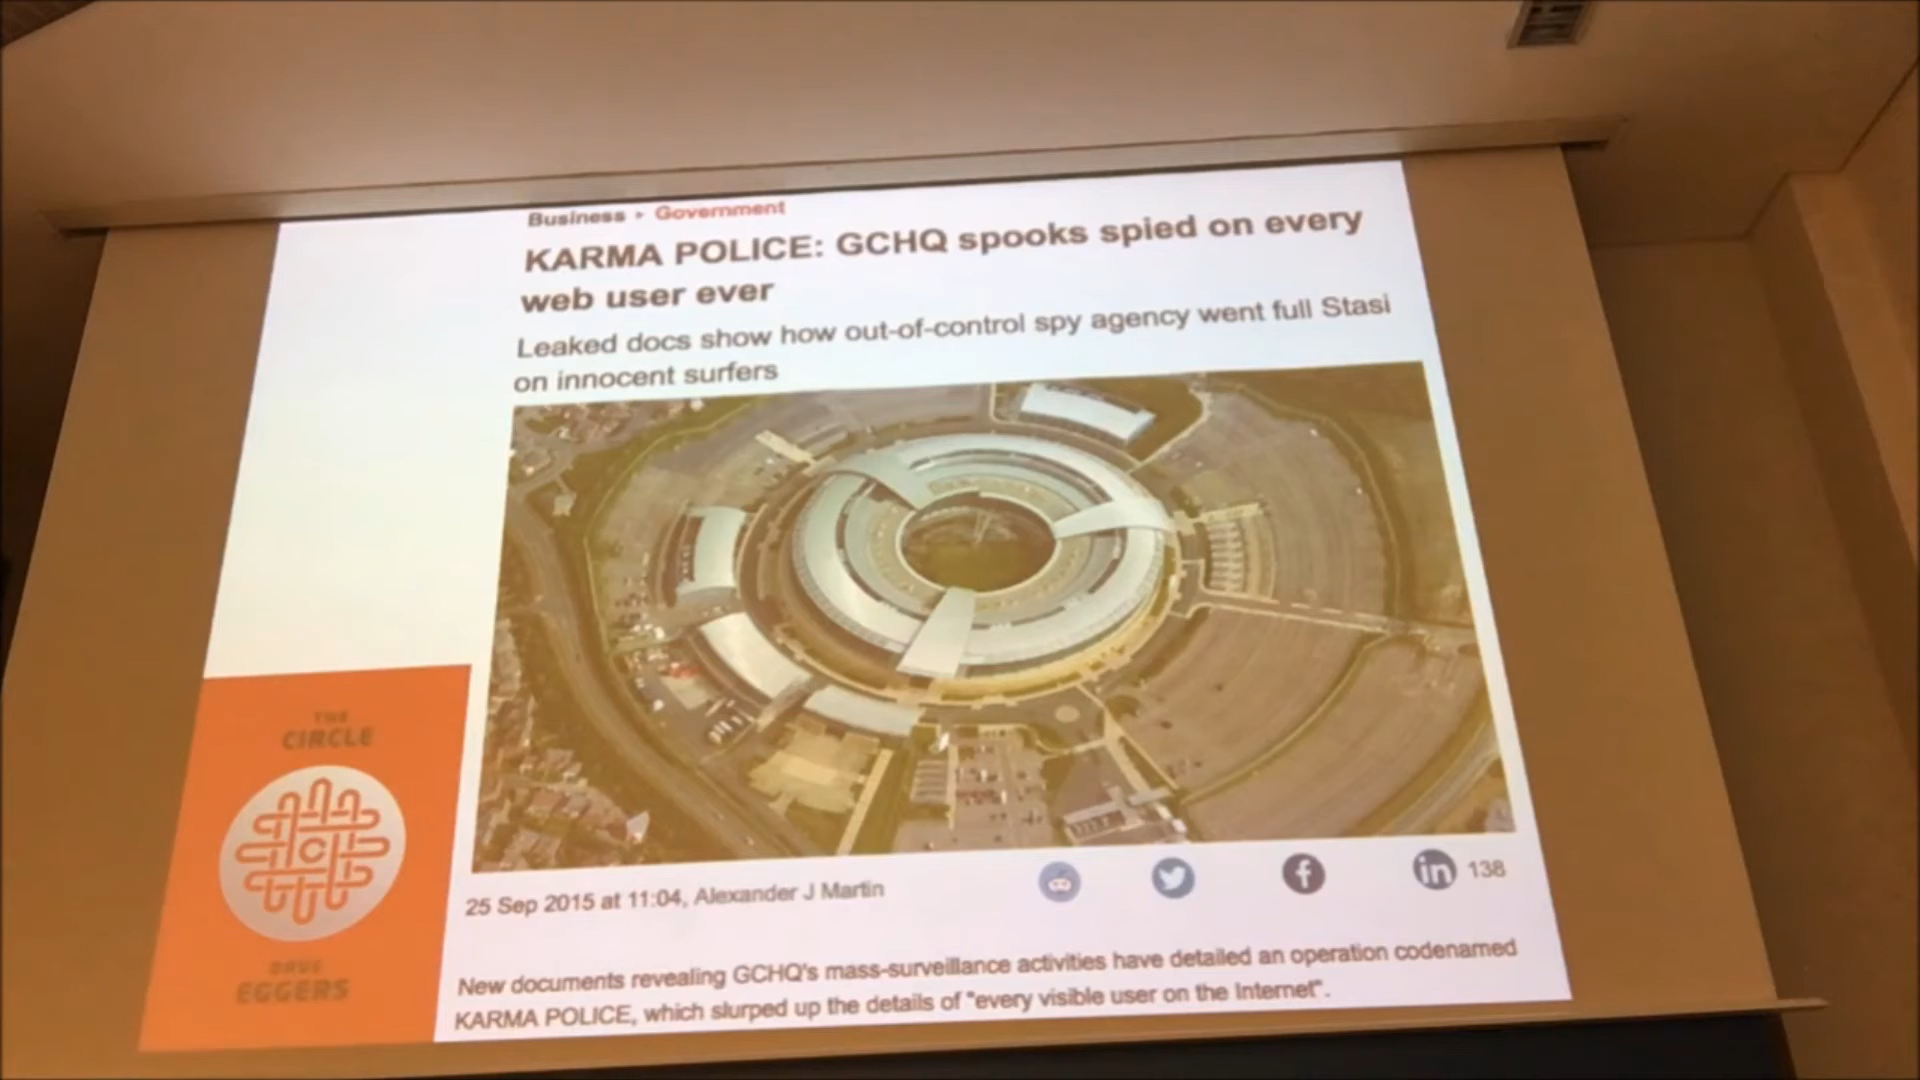 Business ▸ Government
KARMA POLICE: GCHQ spooks spied on every
web user ever
Leaked docs show how out-of-control spy agency went full Stasi
on innocent surfers
THE
CIRCLE
C
DAVE
EGGERS
25 Sep 2015 at 11:04, Alexander J Martin
f
in 138
New documents revealing GCHQ's mass-surveillance activities have detailed an operation codenamed
KARMA POLICE, which slurped up the details of "every visible user on the Internet".